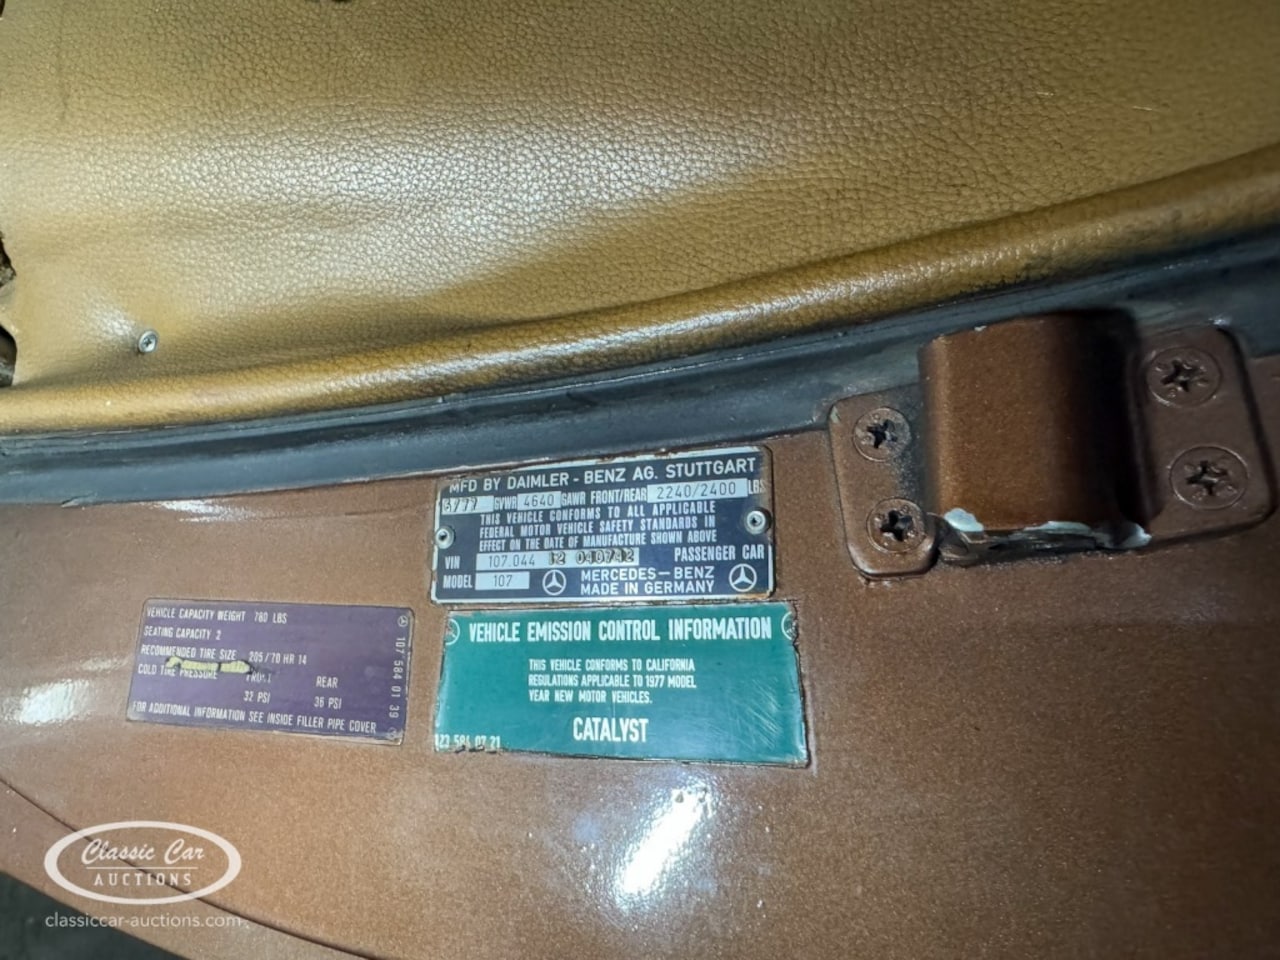 MFD BY DAIMLER - BENZ AG. STUTTGART
GVWR 4640 GAWR FRONT/REAR 2240/2400 LBS
THIS VEHICLE CONFORMS TO ALL APPLICABLE
FEDERAL MOTOR VEHICLE SAFETY STANDARDS IN
EFFECT ON THE DATE OF MANUFACTURE SHOWN ABOVE
VIN 107.044 12 040742 PASSENGER CAR
MODEL 107 MERCEDES-BENZ
MADE IN GERMANY
VEHICLE CAPACITY WEIGHT 780 LBS
SEATING CAPACITY 2
RECOMMENDED TIRE SIZE 205/70 HR 14
COLD TIRE PRESSURE FRONT REAR
32 PSI 36 PSI
FOR ADDITIONAL INFORMATION SEE INSIDE FILLER PIPE COVER
107 584 01 39
VEHICLE EMISSION CONTROL INFORMATION
THIS VEHICLE CONFORMS TO CALIFORNIA
REGULATIONS APPLICABLE TO 1977 MODEL
YEAR NEW MOTOR VEHICLES.
CATALYST
123 584 07 21
Classic Car
AUCTIONS
classiccar-auctions.com